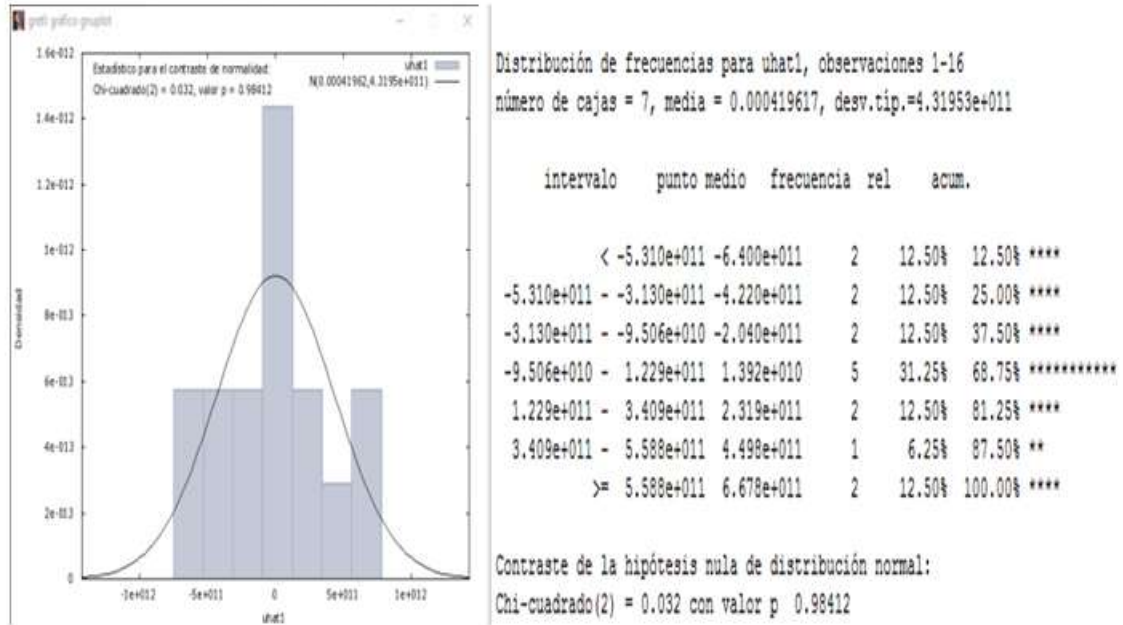 gretl: gráfico gnuplot
1.6e-012
1.4e-012
1.2e-012
1e-012
8e-013
6e-013
4e-013
2e-013
0
Densidad
Estadístico para el contraste de normalidad:
Chi-cuadrado(2) = 0.032, valor p = 0.98412
uhat1
N(0.00041962,4.3195e+011)
-1e+012 -5e+011 0 5e+011 1e+012
uhat1
Distribución de frecuencias para uhat1, observaciones 1-16
número de cajas = 7, media = 0.000419617, desv.típ.=4.31953e+011
intervalo punto medio frecuencia rel acum.
< -5.310e+011 -6.400e+011 2 12.50% 12.50% ****
-5.310e+011 - -3.130e+011 -4.220e+011 2 12.50% 25.00% ****
-3.130e+011 - -9.506e+010 -2.040e+011 2 12.50% 37.50% ****
-9.506e+010 - 1.229e+011 1.392e+010 5 31.25% 68.75% ***********
1.229e+011 - 3.409e+011 2.319e+011 2 12.50% 81.25% ****
3.409e+011 - 5.588e+011 4.498e+011 1 6.25% 87.50% **
>= 5.588e+011 6.678e+011 2 12.50% 100.00% ****
Contraste de la hipótesis nula de distribución normal:
Chi-cuadrado(2) = 0.032 con valor p 0.98412